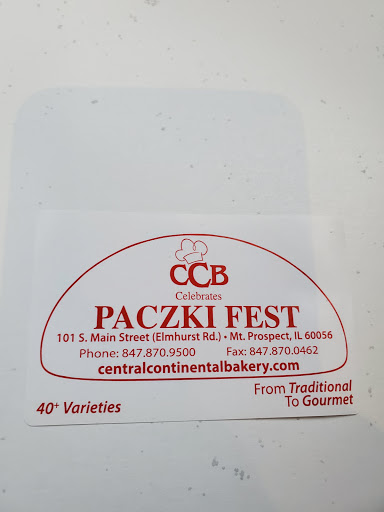 CCB
Celebrates
PACZKI FEST
101 S. Main Street (Elmhurst Rd.) • Mt. Prospect, IL 60056
Phone: 847.870.9500 Fax: 847.870.0462
centralcontinentalbakery.com
40+ Varieties
From Traditional
To Gourmet